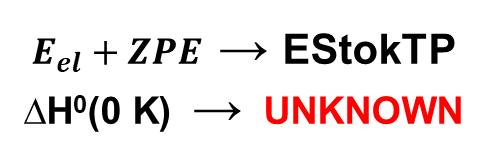 E_el + ZPE → EStokTP
ΔH⁰(0 K) → UNKNOWN